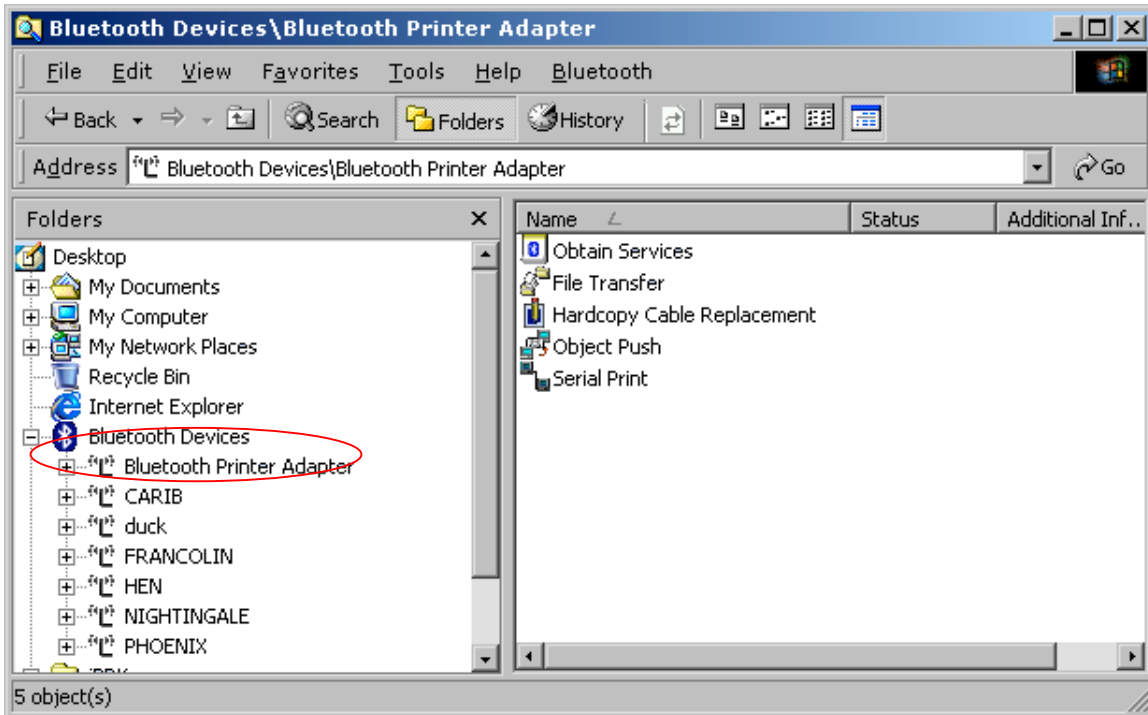 Bluetooth Devices\Bluetooth Printer Adapter
File Edit View Favorites Tools Help Bluetooth
Back Search Folders History
Address Bluetooth Devices\Bluetooth Printer Adapter Go
Folders
Desktop
My Documents
My Computer
My Network Places
Recycle Bin
Internet Explorer
Bluetooth Devices
Bluetooth Printer Adapter
CARIB
duck
FRANCOLIN
HEN
NIGHTINGALE
PHOENIX
Name Status Additional Inf..
Obtain Services
File Transfer
Hardcopy Cable Replacement
Object Push
Serial Print
5 object(s)